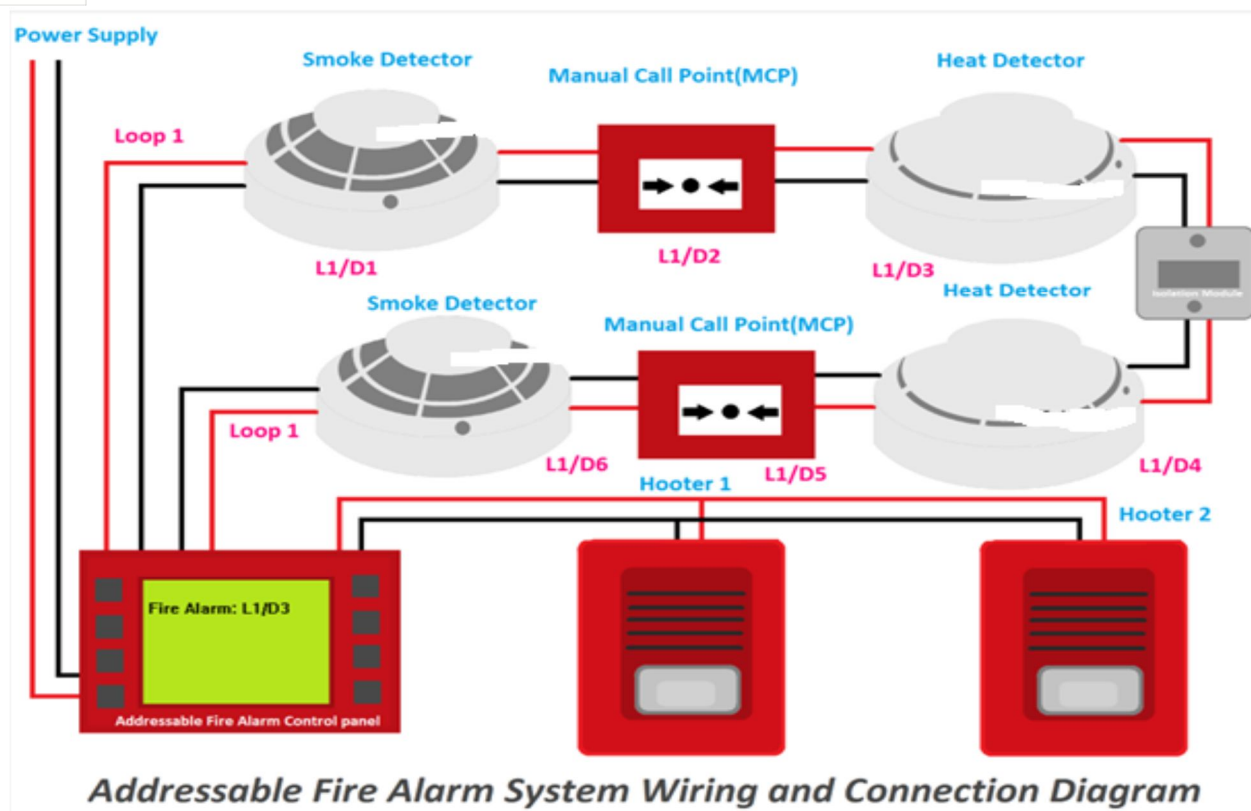 Power Supply
Smoke Detector
Manual Call Point(MCP)
Heat Detector
Loop 1
L1/D1
L1/D2
L1/D3
Isolation Module
Smoke Detector
Manual Call Point(MCP)
Heat Detector
Loop 1
L1/D6
L1/D5
L1/D4
Hooter 1
Hooter 2
Fire Alarm: L1/D3
Addressable Fire Alarm Control panel
Addressable Fire Alarm System Wiring and Connection Diagram